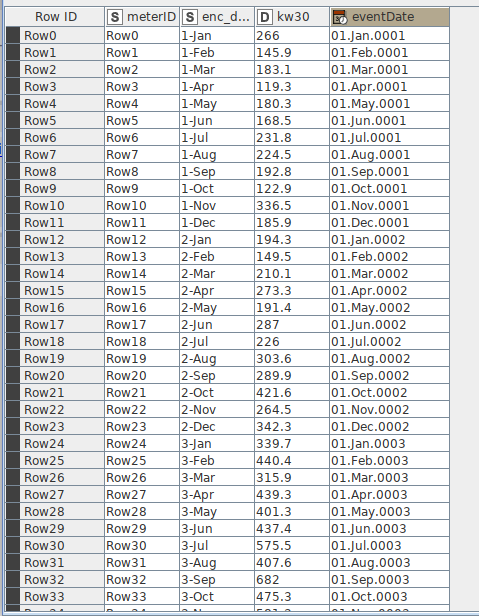 Row ID S meterID S enc_d... D kw30 eventDate
Row0 Row0 1-Jan 266 01.Jan.0001
Row1 Row1 1-Feb 145.9 01.Feb.0001
Row2 Row2 1-Mar 183.1 01.Mar.0001
Row3 Row3 1-Apr 119.3 01.Apr.0001
Row4 Row4 1-May 180.3 01.May.0001
Row5 Row5 1-Jun 168.5 01.Jun.0001
Row6 Row6 1-Jul 231.8 01.Jul.0001
Row7 Row7 1-Aug 224.5 01.Aug.0001
Row8 Row8 1-Sep 192.8 01.Sep.0001
Row9 Row9 1-Oct 122.9 01.Oct.0001
Row10 Row10 1-Nov 336.5 01.Nov.0001
Row11 Row11 1-Dec 185.9 01.Dec.0001
Row12 Row12 2-Jan 194.3 01.Jan.0002
Row13 Row13 2-Feb 149.5 01.Feb.0002
Row14 Row14 2-Mar 210.1 01.Mar.0002
Row15 Row15 2-Apr 273.3 01.Apr.0002
Row16 Row16 2-May 191.4 01.May.0002
Row17 Row17 2-Jun 287 01.Jun.0002
Row18 Row18 2-Jul 226 01.Jul.0002
Row19 Row19 2-Aug 303.6 01.Aug.0002
Row20 Row20 2-Sep 289.9 01.Sep.0002
Row21 Row21 2-Oct 421.6 01.Oct.0002
Row22 Row22 2-Nov 264.5 01.Nov.0002
Row23 Row23 2-Dec 342.3 01.Dec.0002
Row24 Row24 3-Jan 339.7 01.Jan.0003
Row25 Row25 3-Feb 440.4 01.Feb.0003
Row26 Row26 3-Mar 315.9 01.Mar.0003
Row27 Row27 3-Apr 439.3 01.Apr.0003
Row28 Row28 3-May 401.3 01.May.0003
Row29 Row29 3-Jun 437.4 01.Jun.0003
Row30 Row30 3-Jul 575.5 01.Jul.0003
Row31 Row31 3-Aug 407.6 01.Aug.0003
Row32 Row32 3-Sep 682 01.Sep.0003
Row33 Row33 3-Oct 475.3 01.Oct.0003